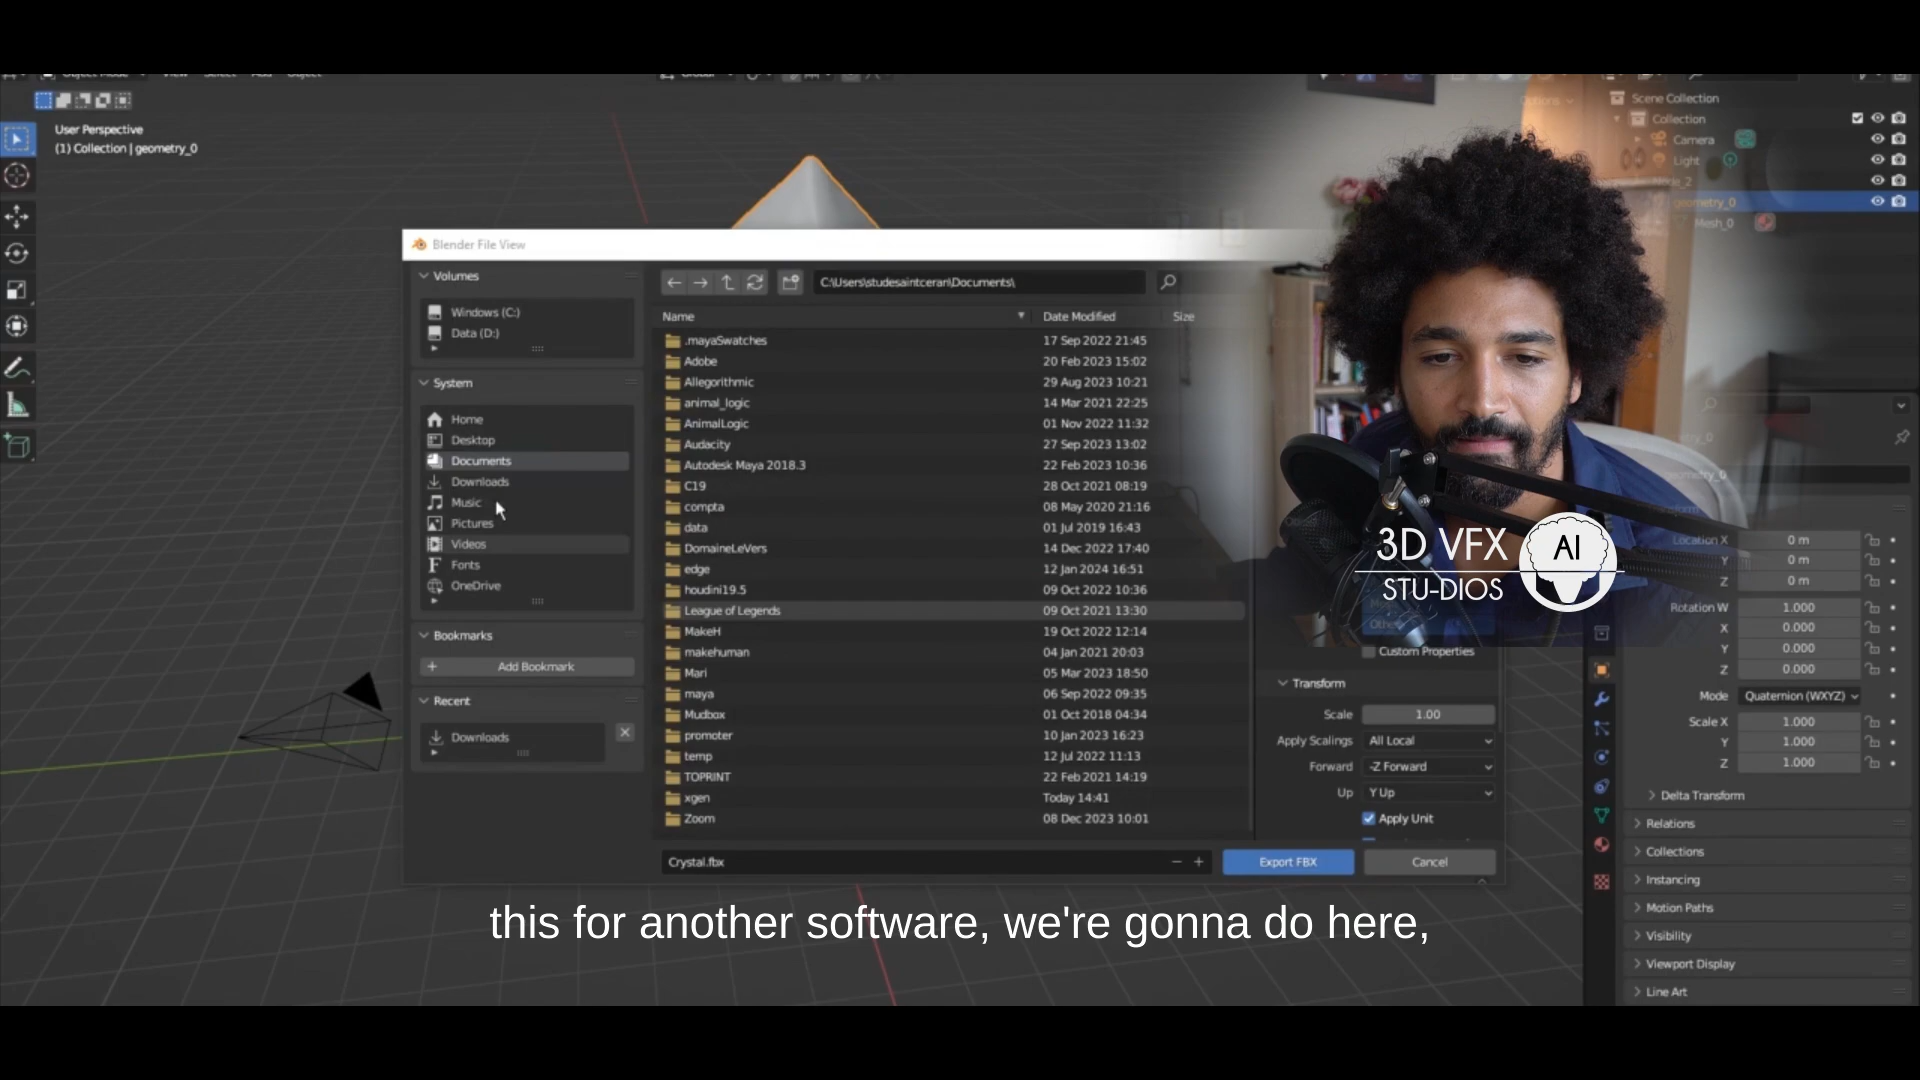 User Perspective
(1) Collection | geometry_0
Options
Scene Collection
Collection
Camera
Light
geometry_0
Mesh_0
Blender File View
Volumes
Windows (C:)
Data (D:)
System
Home
Desktop
Documents
Downloads
Music
Pictures
Videos
Fonts
OneDrive
Bookmarks
Add Bookmark
Recent
Downloads
C:\Users\studesaintceran\Documents\
Name Date Modified Size
.mayaSwatches 17 Sep 2022 21:45
Adobe 20 Feb 2023 15:02
Allegorithmic 29 Aug 2023 10:21
animal_logic 14 Mar 2021 22:25
AnimalLogic 01 Nov 2022 11:32
Audacity 27 Sep 2023 13:02
Autodesk Maya 2018.3 22 Feb 2023 10:36
C19 28 Oct 2021 08:19
compta 08 May 2020 21:16
data 01 Jul 2019 16:43
DomaineLeVers 14 Dec 2022 17:40
edge 12 Jan 2024 16:51
houdini19.5 09 Oct 2022 10:36
League of Legends 09 Oct 2021 13:30
MakeH 19 Oct 2022 12:14
makehuman 04 Jan 2021 20:03
Mari 05 Mar 2023 18:50
maya 06 Sep 2022 09:35
Mudbox 01 Oct 2018 04:34
promoter 10 Jan 2023 16:23
temp 12 Jul 2022 11:13
TOPRINT 22 Feb 2021 14:19
xgen Today 14:41
Zoom 08 Dec 2023 10:01
Crystal.fbx
Export FBX
Cancel
3D VFX
STU-DIOS
AI
Custom Properties
Transform
Scale 1.00
Apply Scalings All Local
Forward -Z Forward
Up Y Up
Apply Unit
Location X 0 m
Y 0 m
Z 0 m
Rotation W 1.000
X 0.000
Y 0.000
Z 0.000
Mode Quaternion (WXYZ)
Scale X 1.000
Y 1.000
Z 1.000
Delta Transform
Relations
Collections
Instancing
Motion Paths
Visibility
Viewport Display
Line Art
this for another software, we're gonna do here,